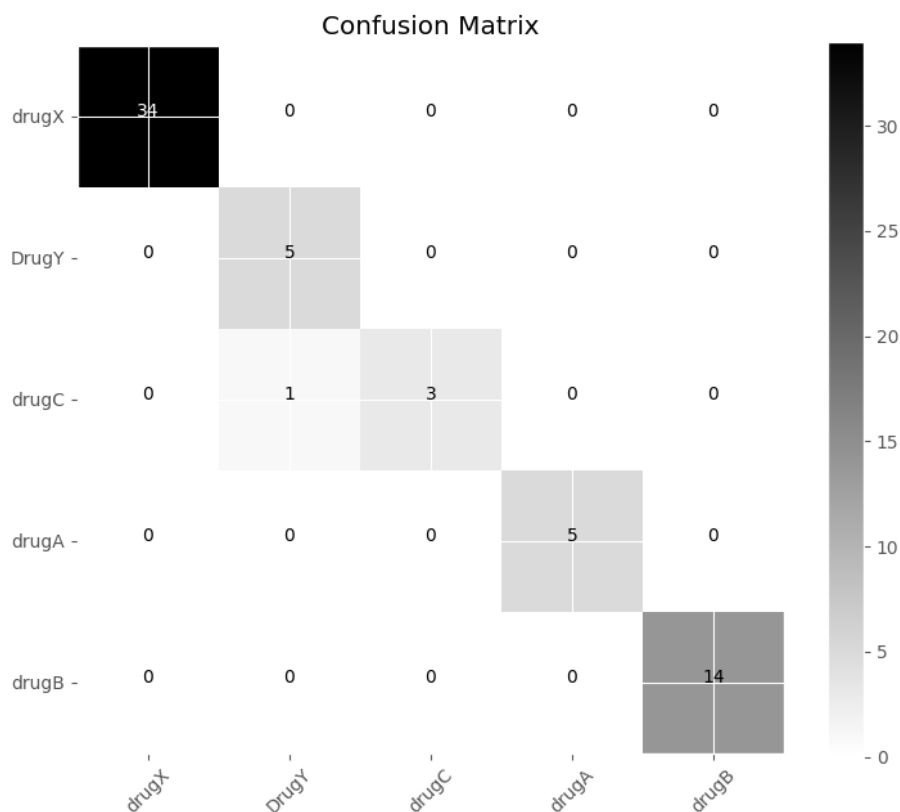 Confusion Matrix
drugX 34 0 0 0 0
DrugY 0 5 0 0 0
drugC 0 1 3 0 0
drugA 0 0 0 5 0
drugB 0 0 0 0 14
drugX DrugY drugC drugA drugB
30
25
20
15
10
5
0